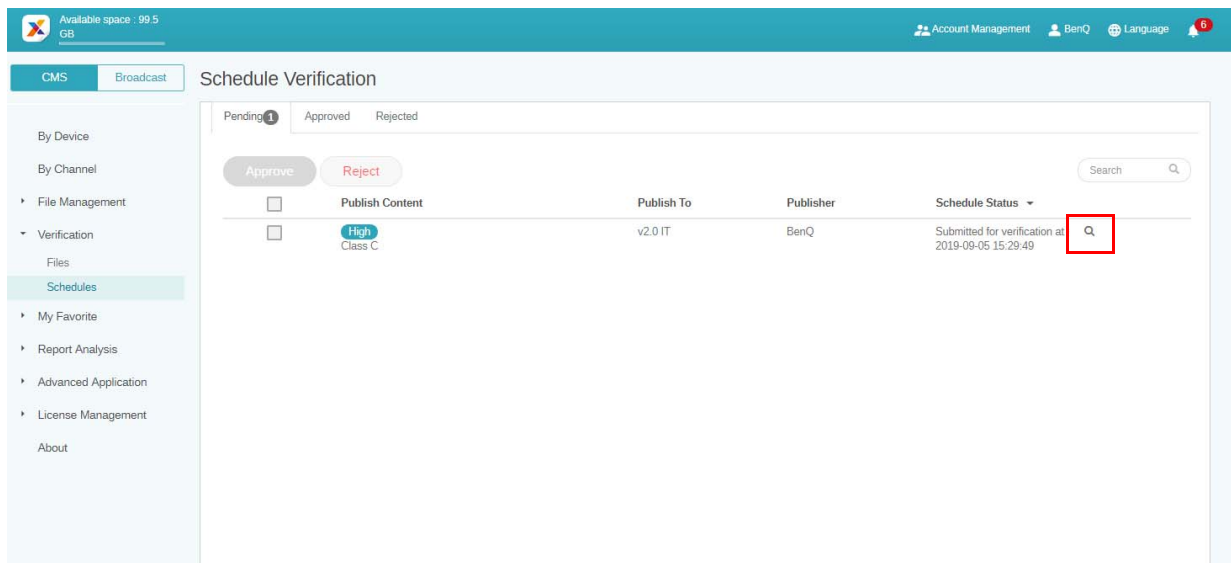 Available space : 99.5
GB
Account Management
BenQ
Language
6
CMS
Broadcast
Schedule Verification
Pending 1
Approved
Rejected
By Device
By Channel
File Management
Verification
Files
Schedules
My Favorite
Report Analysis
Advanced Application
License Management
About
Approve
Reject
Search
Publish Content
Publish To
Publisher
Schedule Status
High
Class C
v2.0 IT
BenQ
Submitted for verification at
2019-09-05 15:29:49